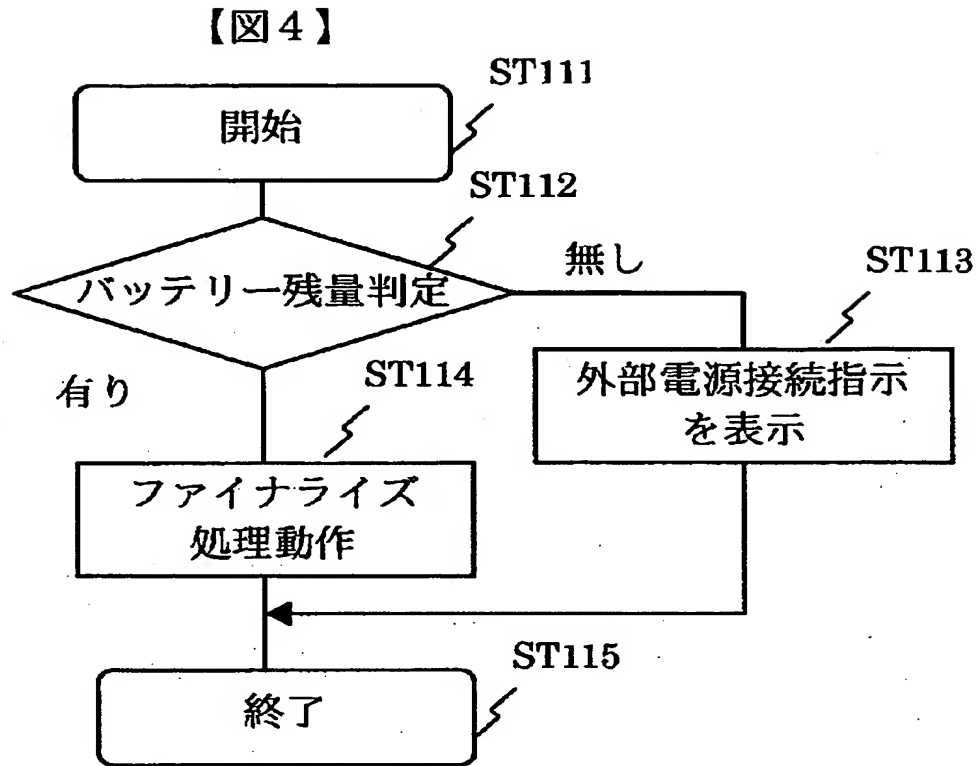 【図４】
ST111
開始
ST112
バッテリー残量判定
無し
ST113
外部電源接続指示
を表示
有り
ST114
ファイナライズ
処理動作
ST115
終了